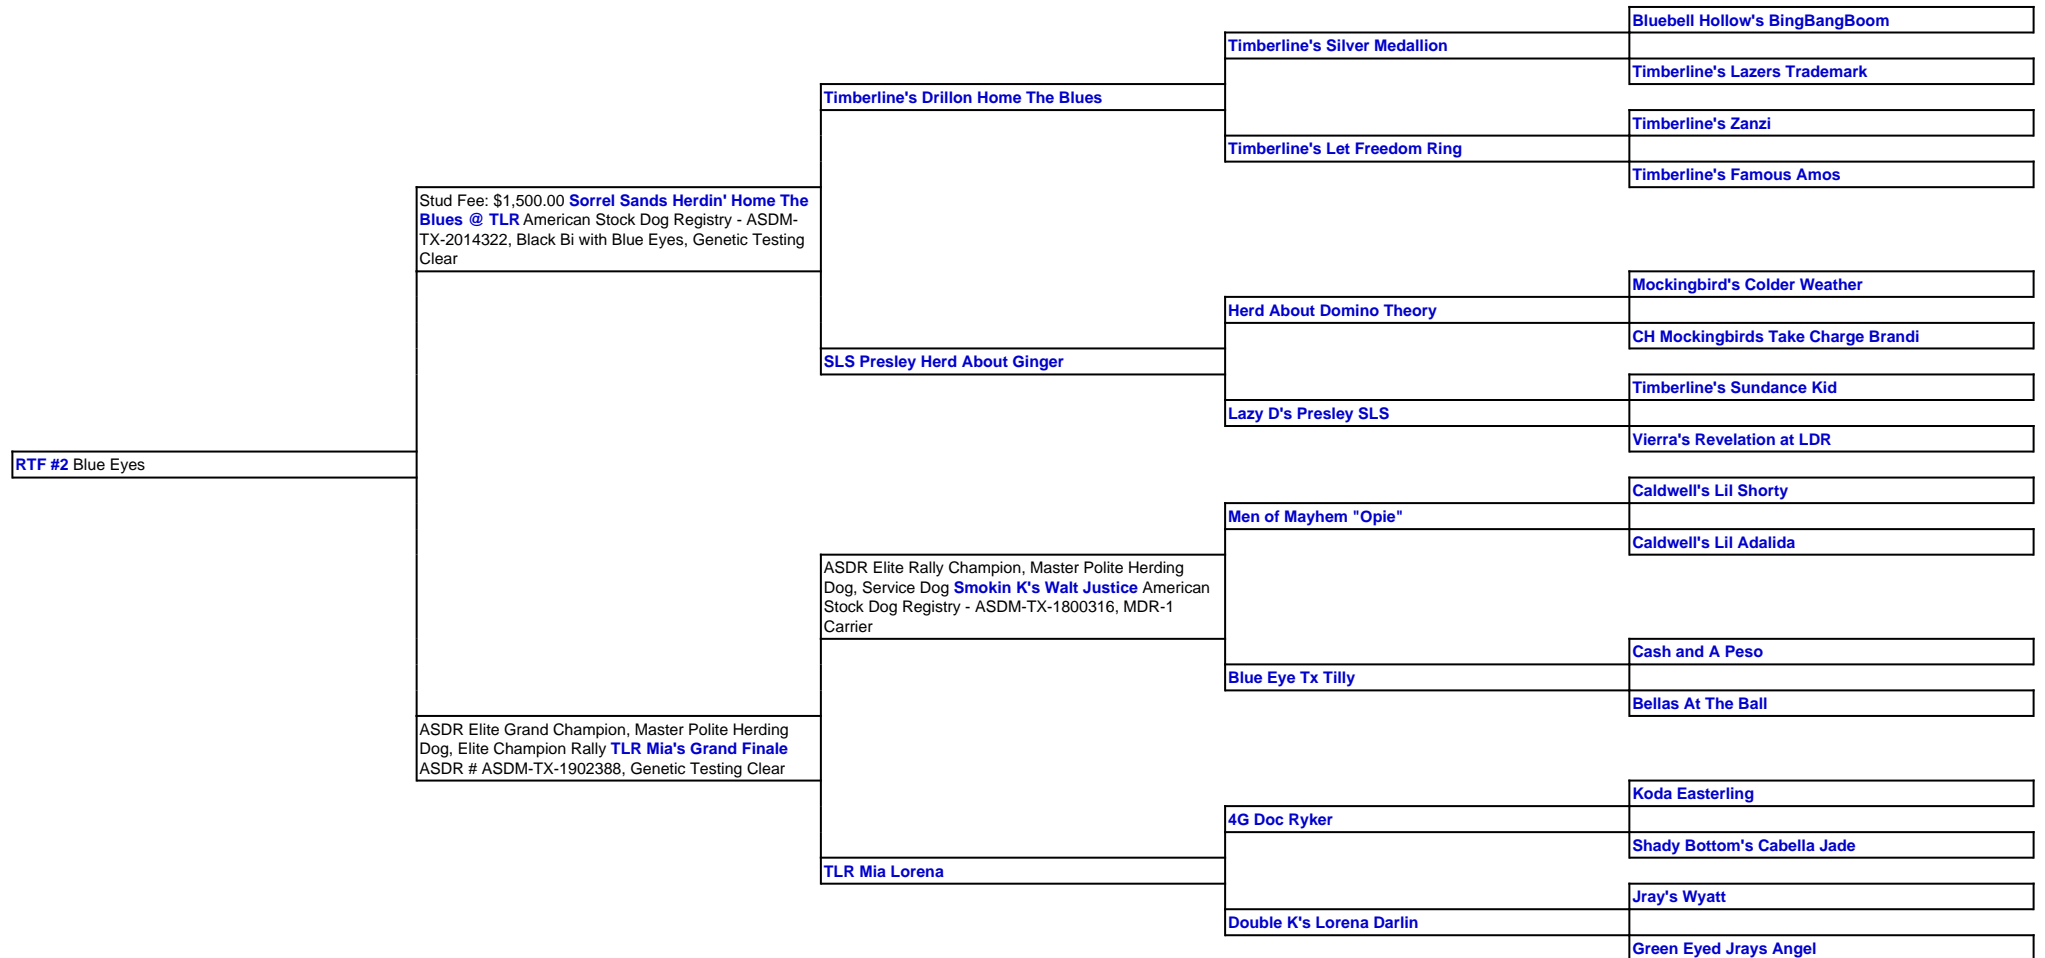 Bluebell Hollow's BingBangBoom
Timberline's Silver Medallion
Timberline's Lazers Trademark
Timberline's Drillon Home The Blues
Timberline's Zanzi
Timberline's Let Freedom Ring
Timberline's Famous Amos
Stud Fee: $1,500.00 Sorrel Sands Herdin' Home The
Blues @ TLR American Stock Dog Registry - ASDM-
TX-2014322, Black Bi with Blue Eyes, Genetic Testing
Clear
Mockingbird's Colder Weather
Herd About Domino Theory
CH Mockingbirds Take Charge Brandi
SLS Presley Herd About Ginger
Timberline's Sundance Kid
Lazy D's Presley SLS
Vierra's Revelation at LDR
RTF #2 Blue Eyes
Caldwell's Lil Shorty
Men of Mayhem "Opie"
Caldwell's Lil Adalida
ASDR Elite Rally Champion, Master Polite Herding
Dog, Service Dog Smokin K's Walt Justice American
Stock Dog Registry - ASDM-TX-1800316, MDR-1
Carrier
Cash and A Peso
Blue Eye Tx Tilly
Bellas At The Ball
ASDR Elite Grand Champion, Master Polite Herding
Dog, Elite Champion Rally TLR Mia's Grand Finale
ASDR # ASDM-TX-1902388, Genetic Testing Clear
Koda Easterling
4G Doc Ryker
Shady Bottom's Cabella Jade
TLR Mia Lorena
Jray's Wyatt
Double K's Lorena Darlin
Green Eyed Jrays Angel